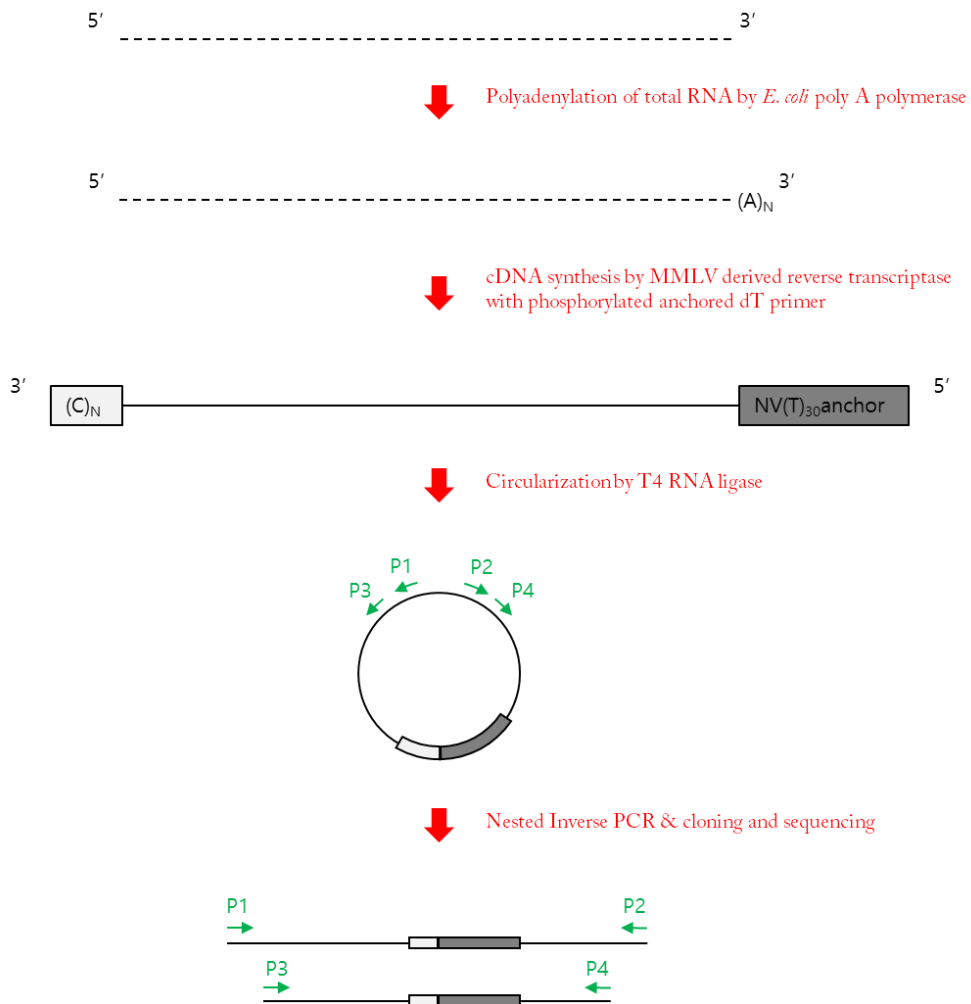 5′ 3′
Polyadenylation of total RNA by E. coli poly A polymerase
5′ 3′
(A)N
cDNA synthesis by MMLV derived reverse transcriptase
with phosphorylated anchored dT primer
3′ 5′
(C)N NV(T)30anchor
Circularization by T4 RNA ligase
P1 P2
P3 P4
Nested Inverse PCR & cloning and sequencing
P1 P2
P3 P4